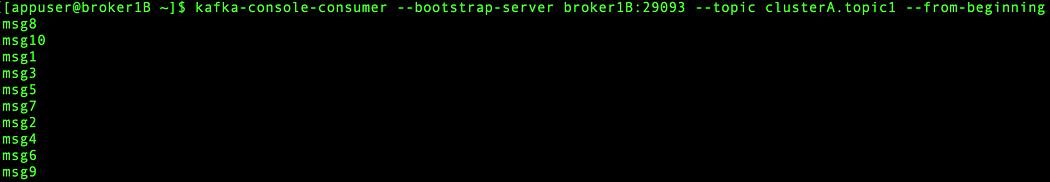 [[appuser@broker1B ~]$ kafka-console-consumer --bootstrap-server broker1B:29093 --topic clusterA.topic1 --from-beginning
msg8
msg10
msg1
msg3
msg5
msg7
msg2
msg4
msg6
msg9